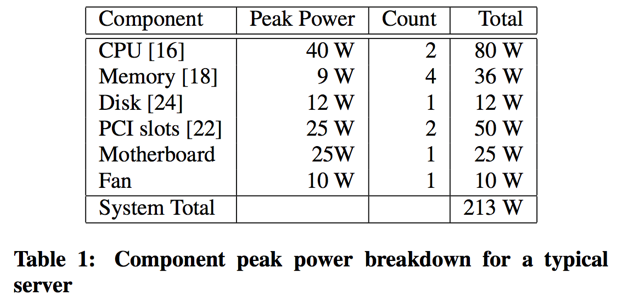 Component Peak Power Count Total
CPU [16] 40 W 2 80 W
Memory [18] 9 W 4 36 W
Disk [24] 12 W 1 12 W
PCI slots [22] 25 W 2 50 W
Motherboard 25W 1 25 W
Fan 10 W 1 10 W
System Total 213 W
Table 1: Component peak power breakdown for a typical
server